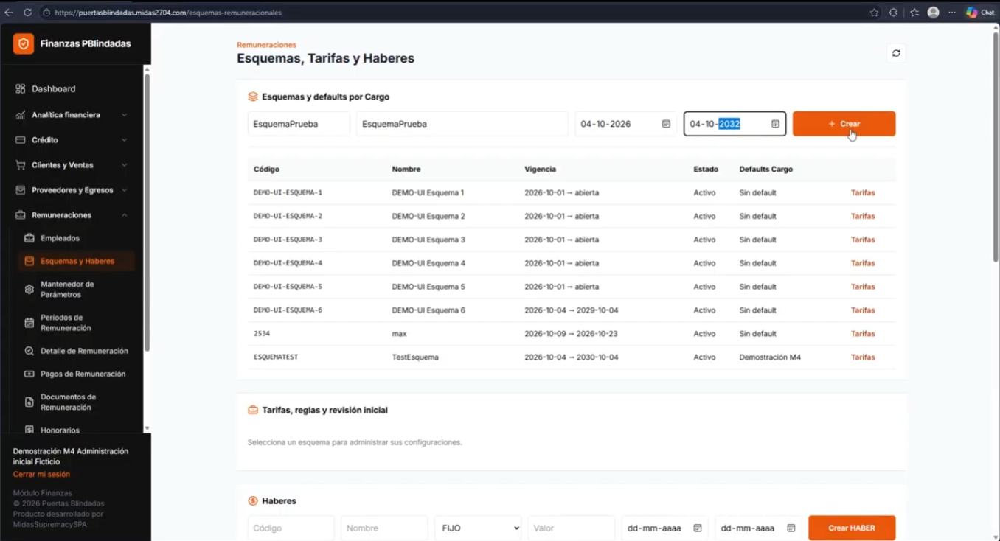 https://puertasblindadas.midas2704.com/esquemas-remuneracionales
Chat
Finanzas PBlindadas
Dashboard
Analítica financiera
Crédito
Clientes y Ventas
Proveedores y Egresos
Remuneraciones
Empleados
Esquemas y Haberes
Mantenedor de
Parámetros
Períodos de
Remuneración
Detalle de Remuneración
Pagos de Remuneración
Documentos de
Remuneración
Honorarios
Demostración M4 Administración
inicial Ficticio
Cerrar mi sesión
Módulo Finanzas
© 2026 Puertas Blindadas
Producto desarrollado por
MidasSupremacySPA
Remuneraciones
Esquemas, Tarifas y Haberes
Esquemas y defaults por Cargo
EsquemaPrueba EsquemaPrueba 04-10-2026 04-10-2032 + Crear
Código Nombre Vigencia Estado Defaults Cargo
DEMO-UI-ESQUEMA-1 DEMO-UI Esquema 1 2026-10-01 → abierta Activo Sin default Tarifas
DEMO-UI-ESQUEMA-2 DEMO-UI Esquema 2 2026-10-01 → abierta Activo Sin default Tarifas
DEMO-UI-ESQUEMA-3 DEMO-UI Esquema 3 2026-10-01 → abierta Activo Sin default Tarifas
DEMO-UI-ESQUEMA-4 DEMO-UI Esquema 4 2026-10-01 → abierta Activo Sin default Tarifas
DEMO-UI-ESQUEMA-5 DEMO-UI Esquema 5 2026-10-01 → abierta Activo Sin default Tarifas
DEMO-UI-ESQUEMA-6 DEMO-UI Esquema 6 2026-10-04 → 2029-10-04 Activo Sin default Tarifas
2534 max 2026-10-09 → 2026-10-23 Activo Sin default Tarifas
ESQUEMATEST TestEsquema 2026-10-04 → 2030-10-04 Activo Demostración M4 Tarifas
Tarifas, reglas y revisión inicial
Selecciona un esquema para administrar sus configuraciones.
Haberes
Código Nombre FIJO Valor dd-mm-aaaa dd-mm-aaaa Crear HABER